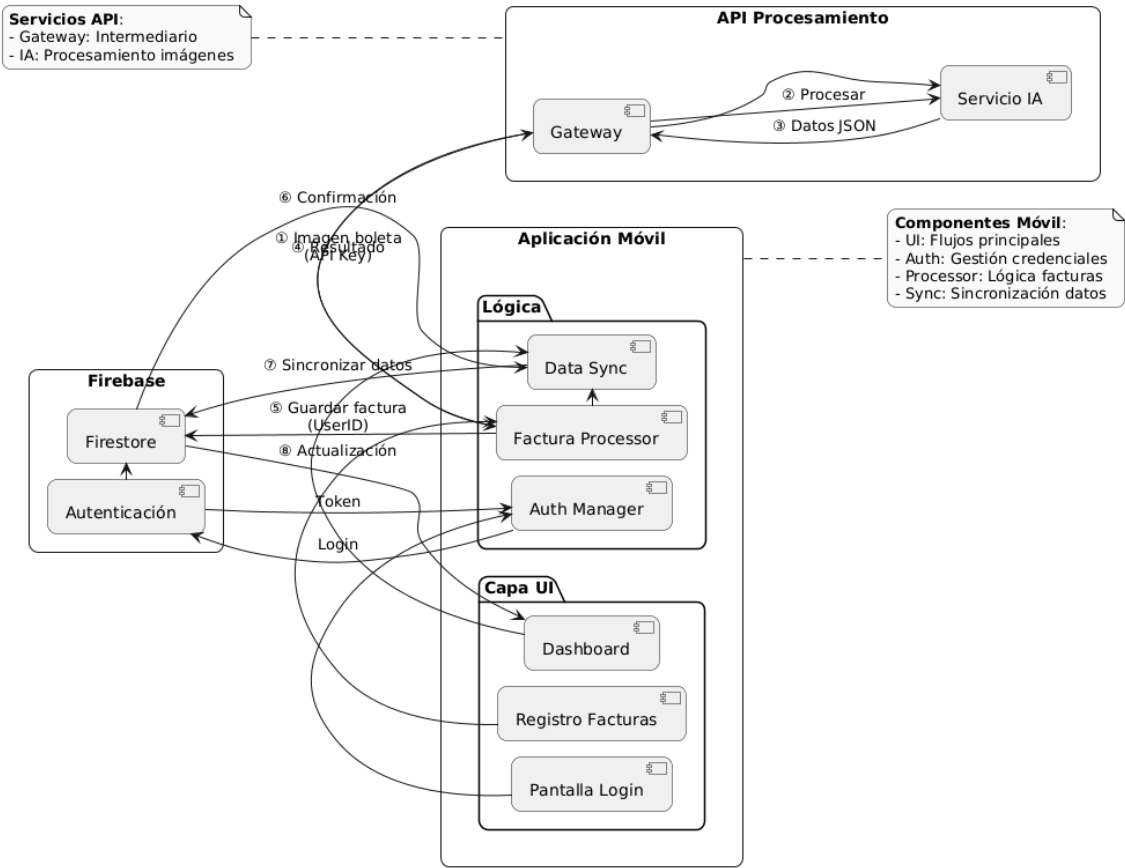 Servicios API:
- Gateway: Intermediario
- IA: Procesamiento imágenes
API Procesamiento
Gateway
② Procesar
③ Datos JSON
Servicio IA
⑥ Confirmación
① Imagen boleta
(API Key)
④ Resultado
Componentes Móvil:
- UI: Flujos principales
- Auth: Gestión credenciales
- Processor: Lógica facturas
- Sync: Sincronización datos
Aplicación Móvil
Lógica
Data Sync
Factura Processor
Auth Manager
⑦ Sincronizar datos
⑤ Guardar factura
(UserID)
⑧ Actualización
Token
Login
Firebase
Firestore
Autenticación
Capa UI
Dashboard
Registro Facturas
Pantalla Login